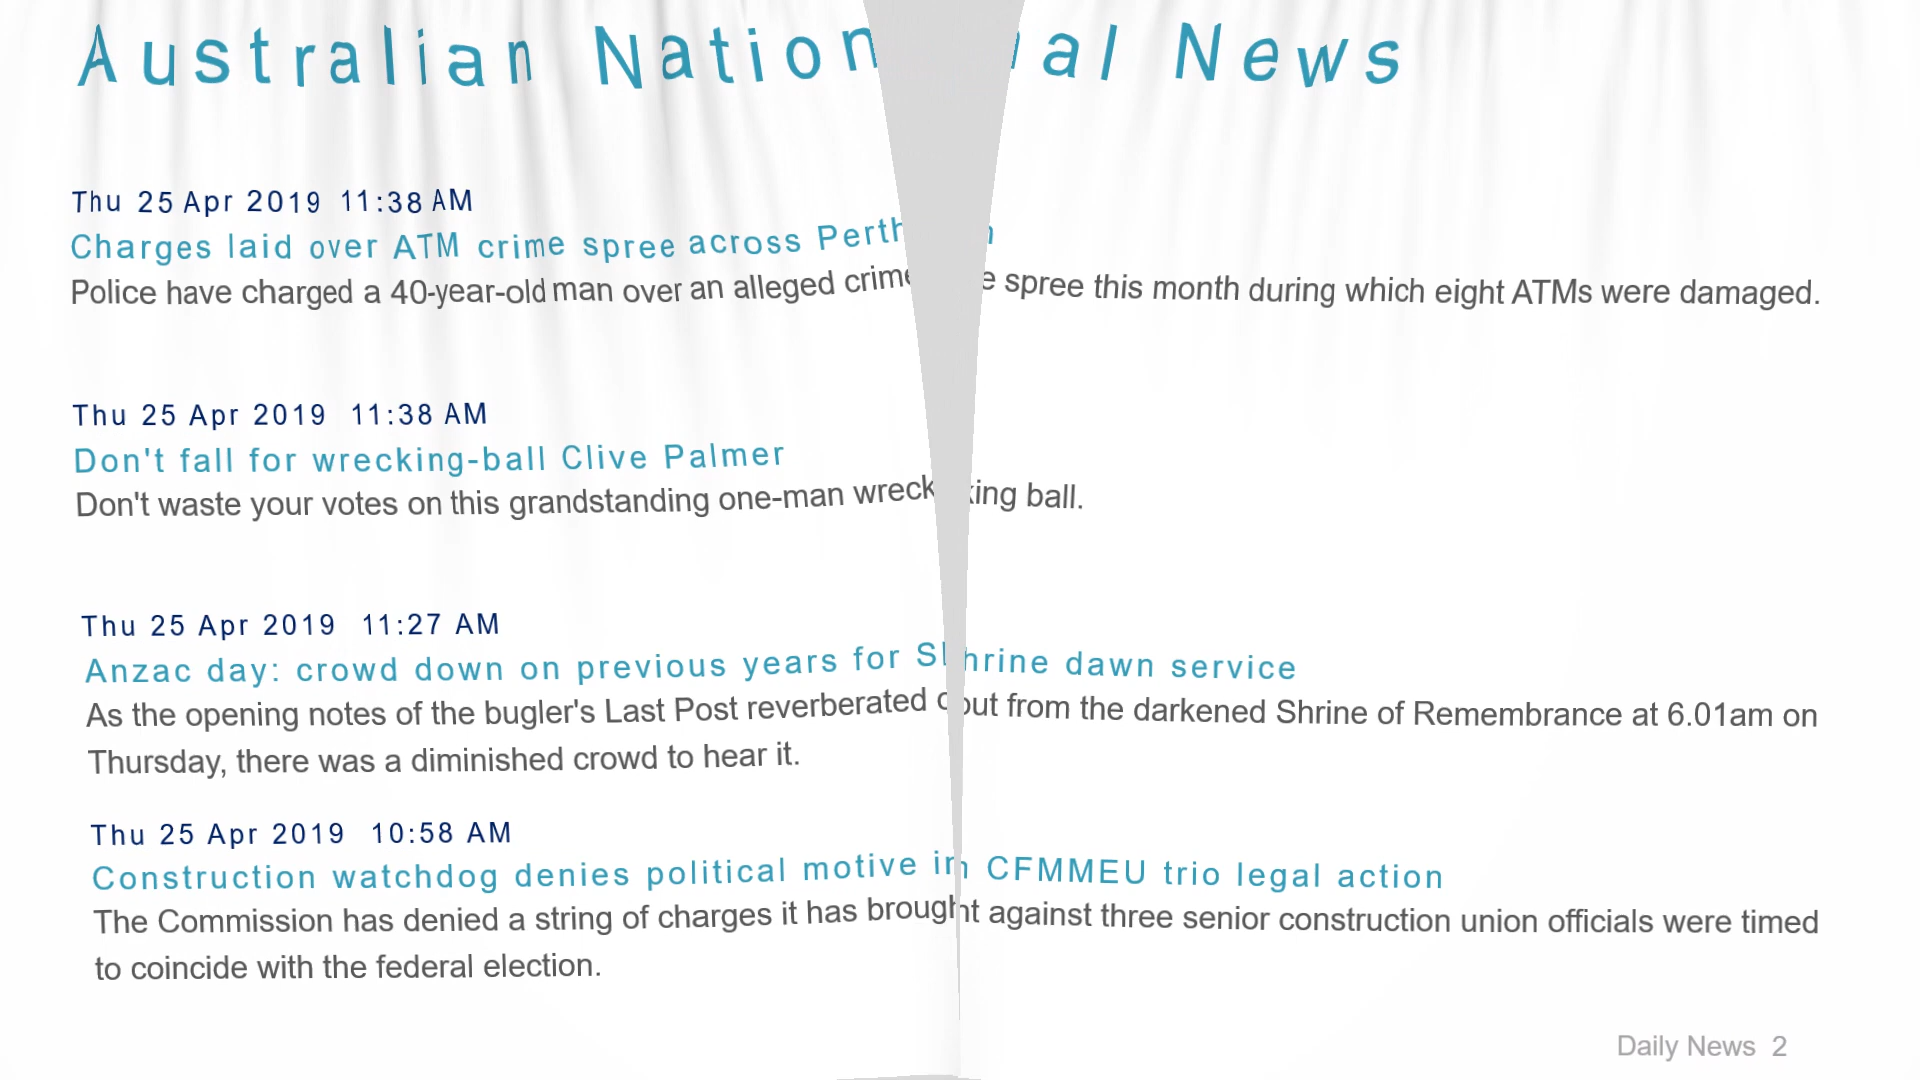 Australian National News
Thu 25 Apr 2019 11:38 AM
Charges laid over ATM crime spree across Perth
Police have charged a 40-year-old man over an alleged crime spree this month during which eight ATMs were damaged.
Thu 25 Apr 2019 11:38 AM
Don't fall for wrecking-ball Clive Palmer
Don't waste your votes on this grandstanding one-man wrecking ball.
Thu 25 Apr 2019 11:27 AM
Anzac day: crowd down on previous years for Shrine dawn service
As the opening notes of the bugler's Last Post reverberated out from the darkened Shrine of Remembrance at 6.01am on
Thursday, there was a diminished crowd to hear it.
Thu 25 Apr 2019 10:58 AM
Construction watchdog denies political motive in CFMMEU trio legal action
The Commission has denied a string of charges it has brought against three senior construction union officials were timed
to coincide with the federal election.
Daily News 2